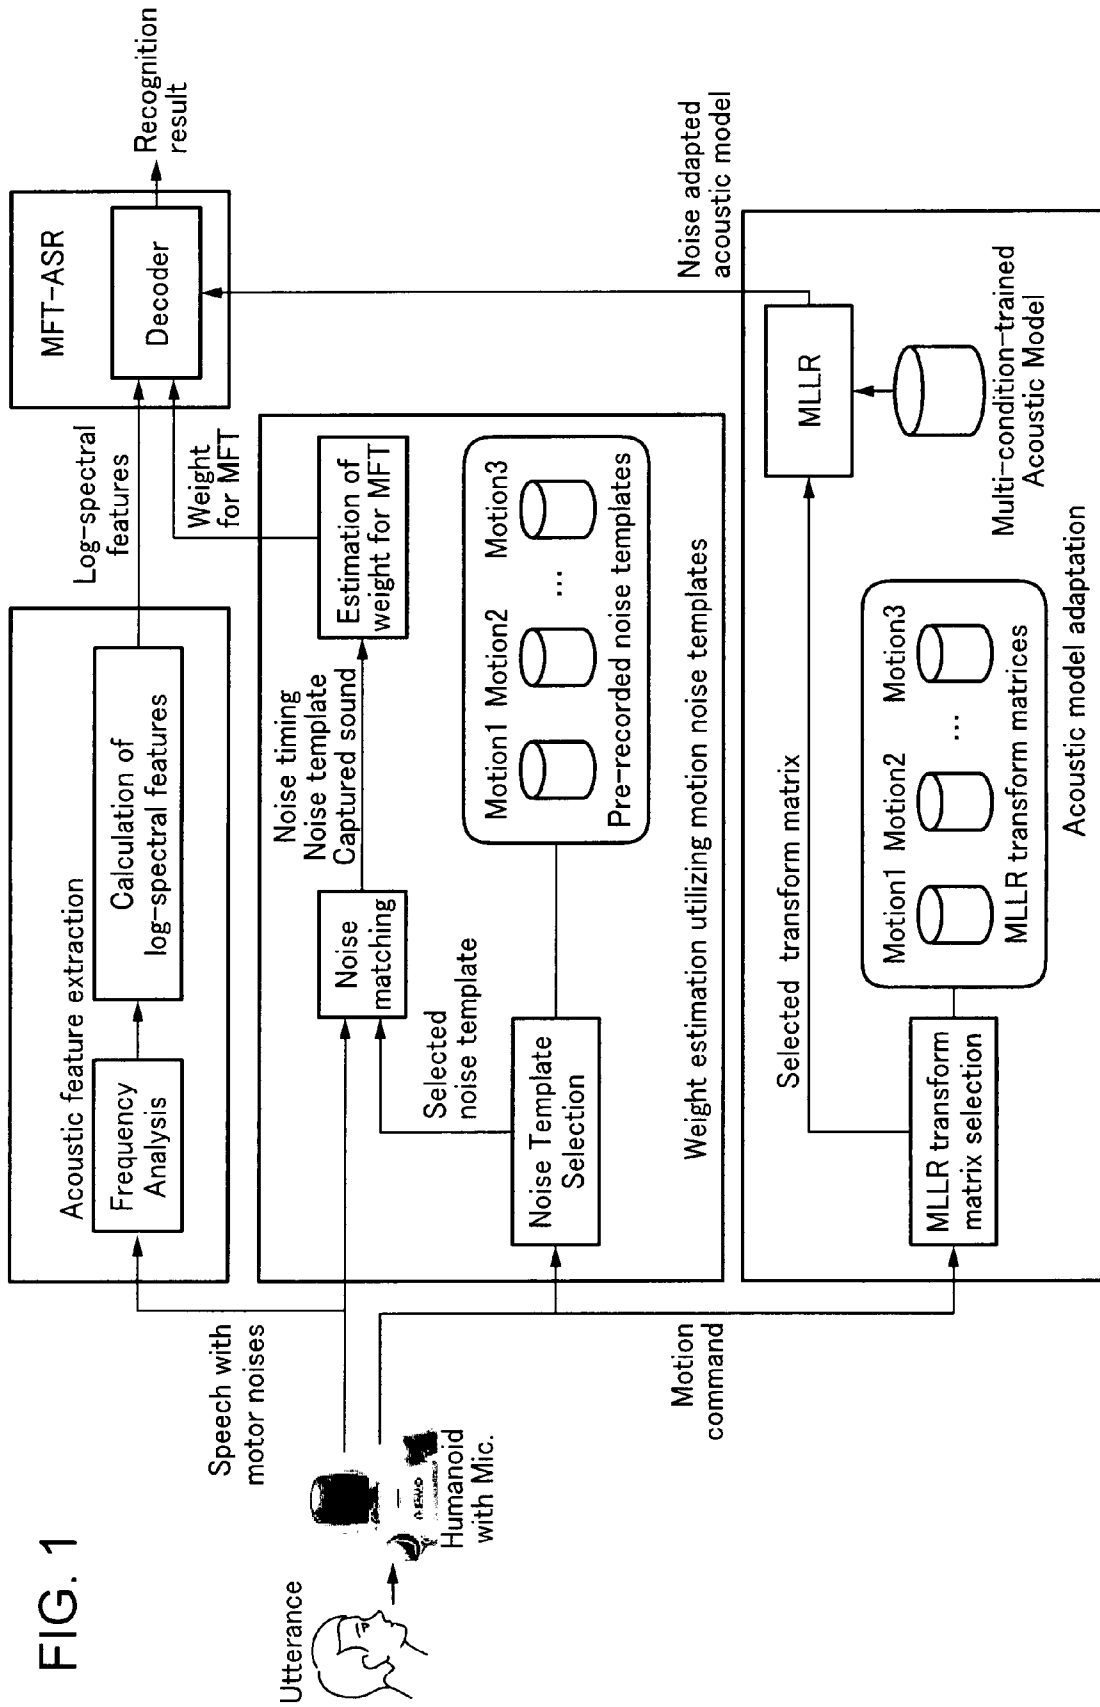 FIG. 1
Utterance
Humanoid
with Mic.
Speech with
motor noises
Motion
command
Acoustic feature extraction
Frequency
Analysis
Calculation of
log-spectral features
Log-spectral
features
MFT-ASR
Decoder
Recognition
result
Weight
for MFT
Noise
matching
Noise timing
Noise template
Captured sound
Estimation of
weight for MFT
Selected
noise template
Noise Template
Selection
Motion1 Motion2 ... Motion3
Pre-recorded noise templates
Weight estimation utilizing motion noise templates
Noise adapted
acoustic model
Selected transform matrix
MLLR
Multi-condition-trained
Acoustic Model
MLLR transform
matrix selection
Motion1 Motion2 ... Motion3
MLLR transform matrices
Acoustic model adaptation